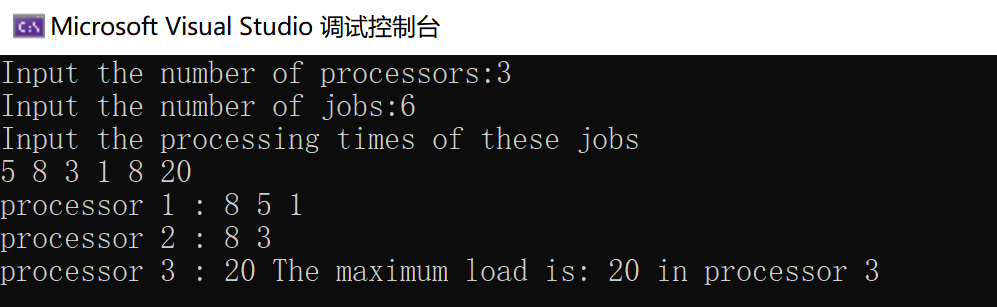 Microsoft Visual Studio 调试控制台
Input the number of processors:3
Input the number of jobs:6
Input the processing times of these jobs
5 8 3 1 8 20
processor 1 : 8 5 1
processor 2 : 8 3
processor 3 : 20 The maximum load is: 20 in processor 3